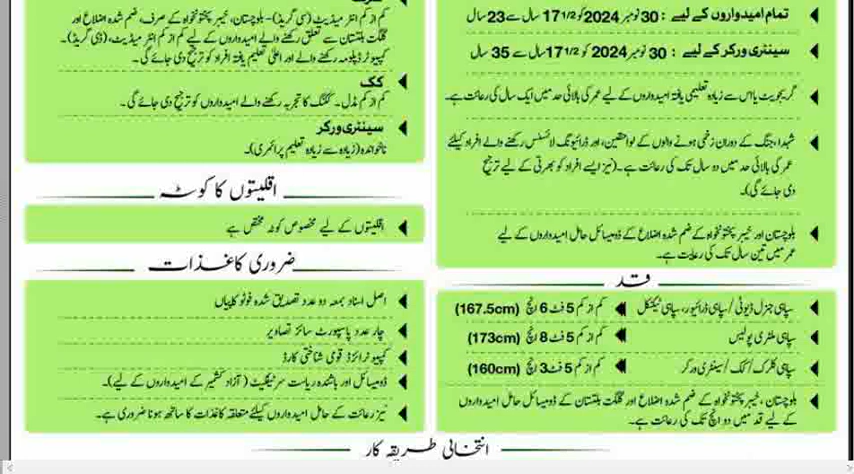 تمام امیدواروں کے لیے : 30 نومبر 2024 کو 17 1/2 سال سے 23 سال
سینٹری ورکر کے لیے : 30 نومبر 2024 کو 17 1/2 سال سے 35 سال
گریجویٹ یا اس سے زیادہ تعلیمی یافتہ امیدواروں کے لیے عمر کی بالائی حد میں ایک سال کی رعائت ہے۔
شہدا، جنگ کے دوران زخمی ہونے والوں کے لواحقین، اور ڈرائیونگ لائسنس رکھنے والے افراد کیلئے
عمر کی بالائی حد میں دو سال تک کی رعائت ہے۔ (نیز ایسے افراد کو بھرتی کے لیے ترجیح
دی جائے گی)۔
بلوچستان اور خیبر پختونخواہ کے ضم شدہ اضلاع کے ڈومیسائل حامل امیدواروں کے لیے
عمر میں تین سال تک کی رعایت ہے۔
قد
سپاہی جنرل ڈیوٹی / سپاہی ڈرائیور، سپاہی ٹیکنیکل کم از کم 5 فٹ 6 انچ (167.5cm)
سپاہی ملٹری پولیس کم از کم 5 فٹ 8 انچ (173cm)
سپاہی کلرک / کک / سینٹری ورکر کم از کم 5 فٹ 3 انچ (160cm)
بلوچستان، خیبر پختونخواہ کے ضم شدہ اضلاع اور گلگت بلتستان کے ڈومیسائل حامل امیدواروں
کے لیے قد میں دو انچ تک کی رعائت ہے۔
کم از کم انٹر میڈیٹ (سی گریڈ)- بلوچستان، خیبر پختونخواہ کے صرف، ضم شدہ اضلاع اور
گلگت بلتستان سے تعلق رکھنے والے امیدواروں کے لیے کم از کم انٹر میڈیٹ، (ڈی گریڈ)۔
کمپیوٹر ڈپلومہ رکھنے والے اور اعلیٰ تعلیم یافتہ افراد کو ترجیح دی جائے گی۔
کک
کم از کم مڈل۔ ککنگ کا تجربہ رکھنے والے امیدواروں کو ترجیح دی جائے گی۔
سینٹری ورکر
ناخواندہ (زیادہ سے زیادہ تعلیم پرائمری)۔
اقلیتوں کا کوٹہ
اقلیتوں کے لیے مخصوص کوٹہ مختص ہے
ضروری کاغذات
اصل اسناد بمعہ دو عدد تصدیق شدہ فوٹو کاپیاں
چار عدد پاسپورٹ سائز تصاویر
کمپیوٹرائزڈ قومی شناختی کارڈ
ڈومیسائل اور باشندہ ریاست سرٹیفکیٹ (آزاد کشمیر کے امیدواروں کے لیے)۔
نیز رعائت کے حامل امیدواروں کیلئے متعلقہ کاغذات کا ساتھ ہونا ضروری ہے۔
انتخابی طریقہ کار